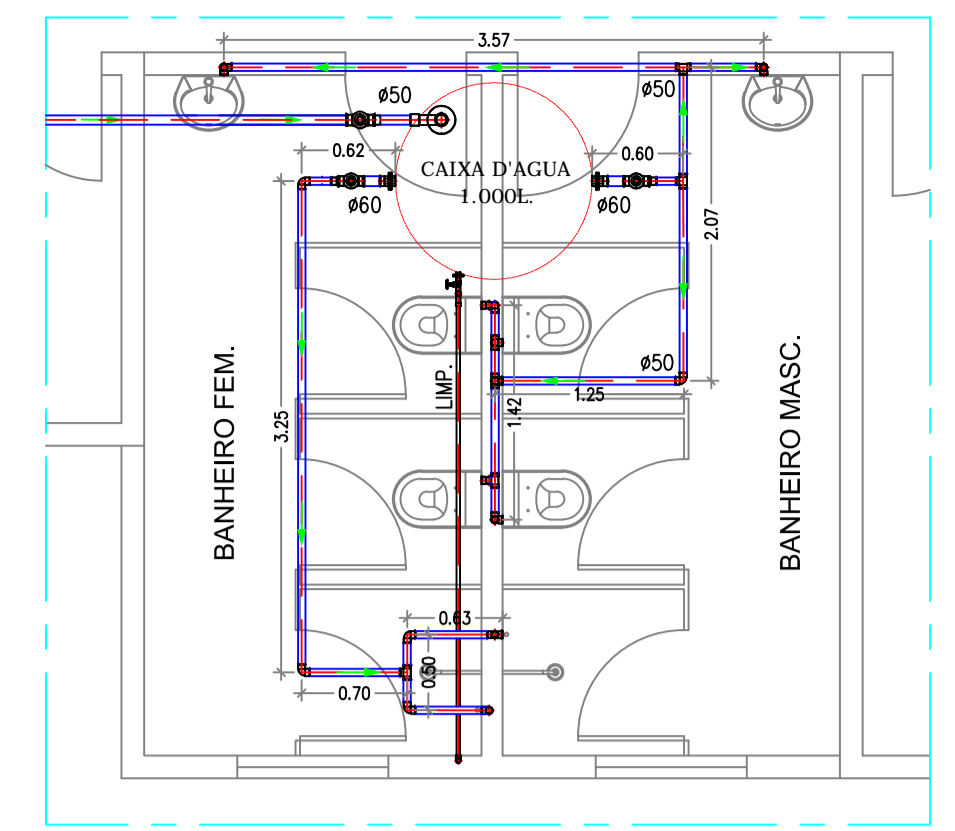 3.57
ø50
ø50
0.62
0.60
CAIXA D'AGUA
1.000L.
ø60
ø60
2.07
ø50
1.25
LIMP.
1.42
3.25
BANHEIRO FEM.
BANHEIRO MASC.
0.63
0.50
0.70